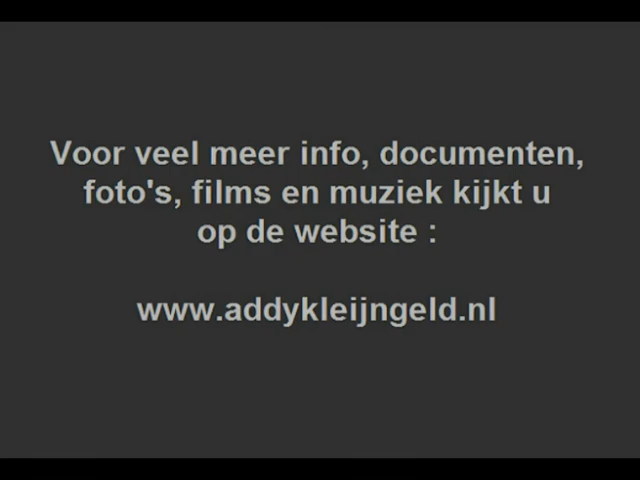 Voor veel meer info, documenten,
foto's, films en muziek kijkt u
op de website :
www.addykleijngeld.nl